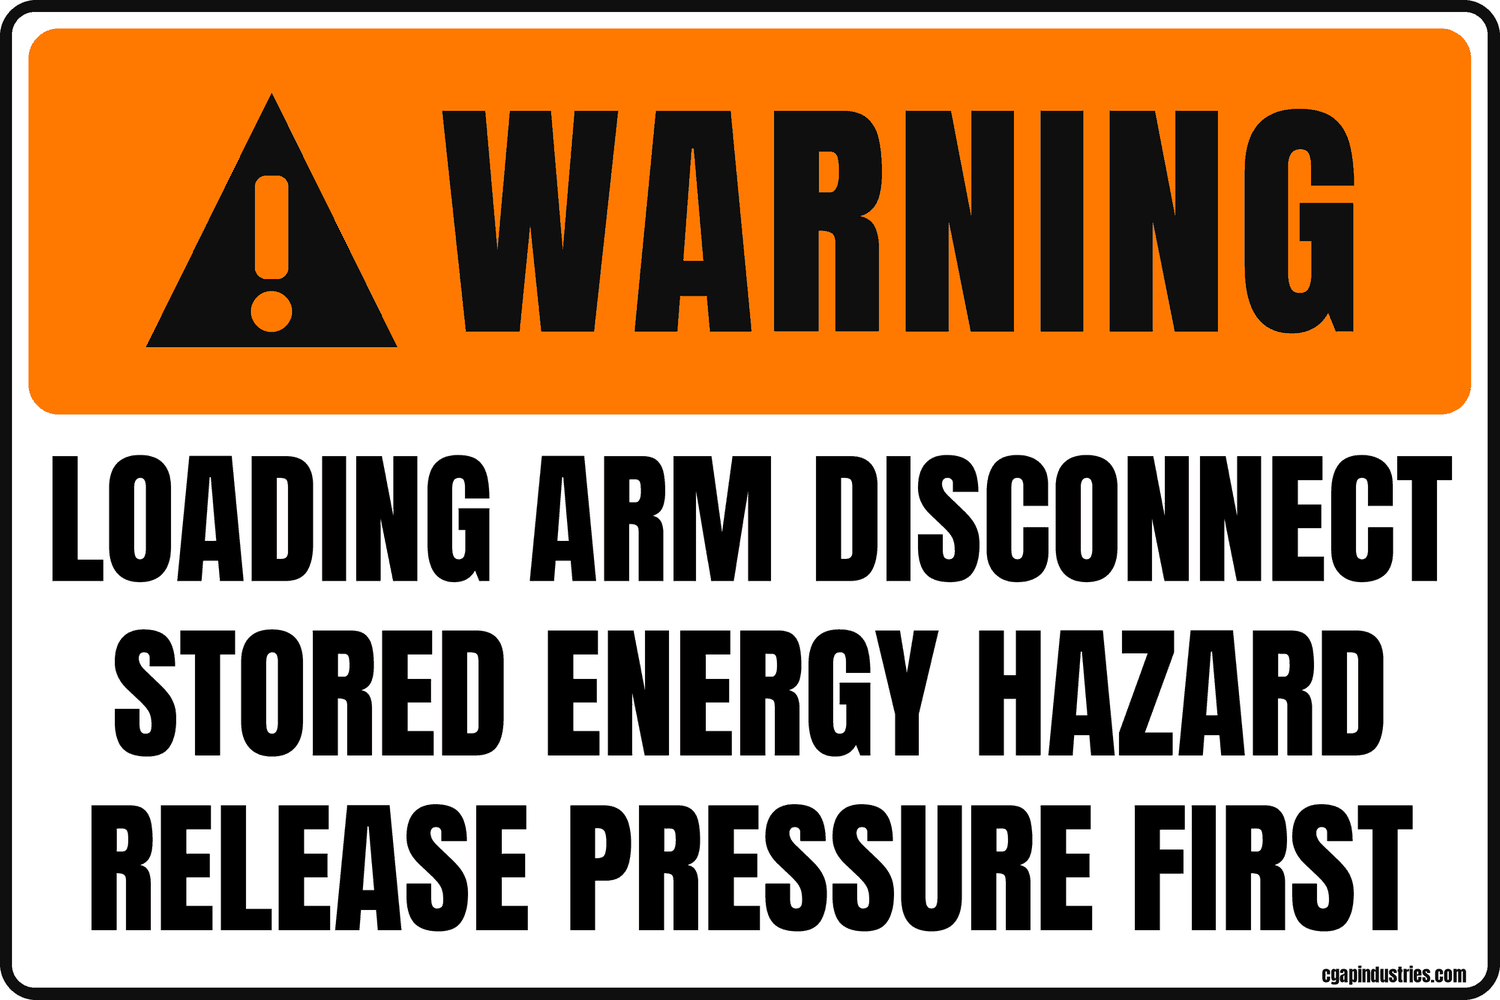 WARNING
LOADING ARM DISCONNECT
STORED ENERGY HAZARD
RELEASE PRESSURE FIRST
cgapindustries.com